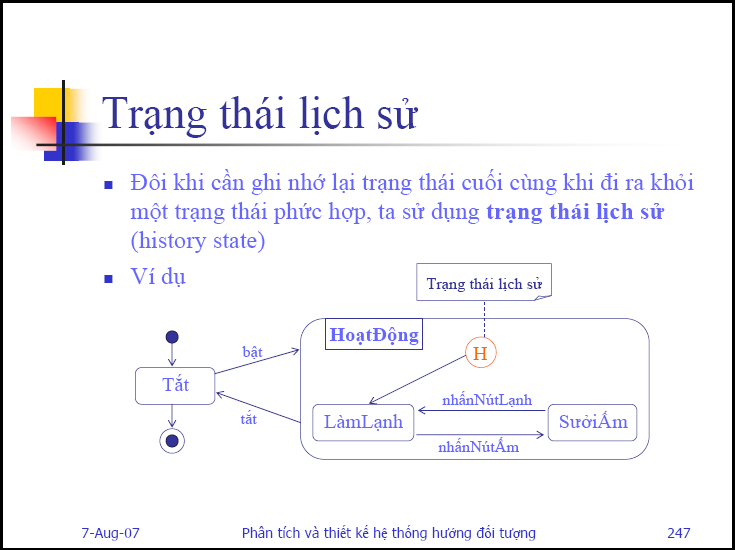 Trạng thái lịch sử
Đôi khi cần ghi nhớ lại trạng thái cuối cùng khi đi ra khỏi
một trạng thái phức hợp, ta sử dụng trạng thái lịch sử
(history state)
Ví dụ
Trạng thái lịch sử
HoạtĐộng
H
bật
Tắt
tắt
LàmLạnh
nhấnNútLạnh
SưởiẤm
nhấnNútẤm
7-Aug-07
Phân tích và thiết kế hệ thống hướng đối tượng
247